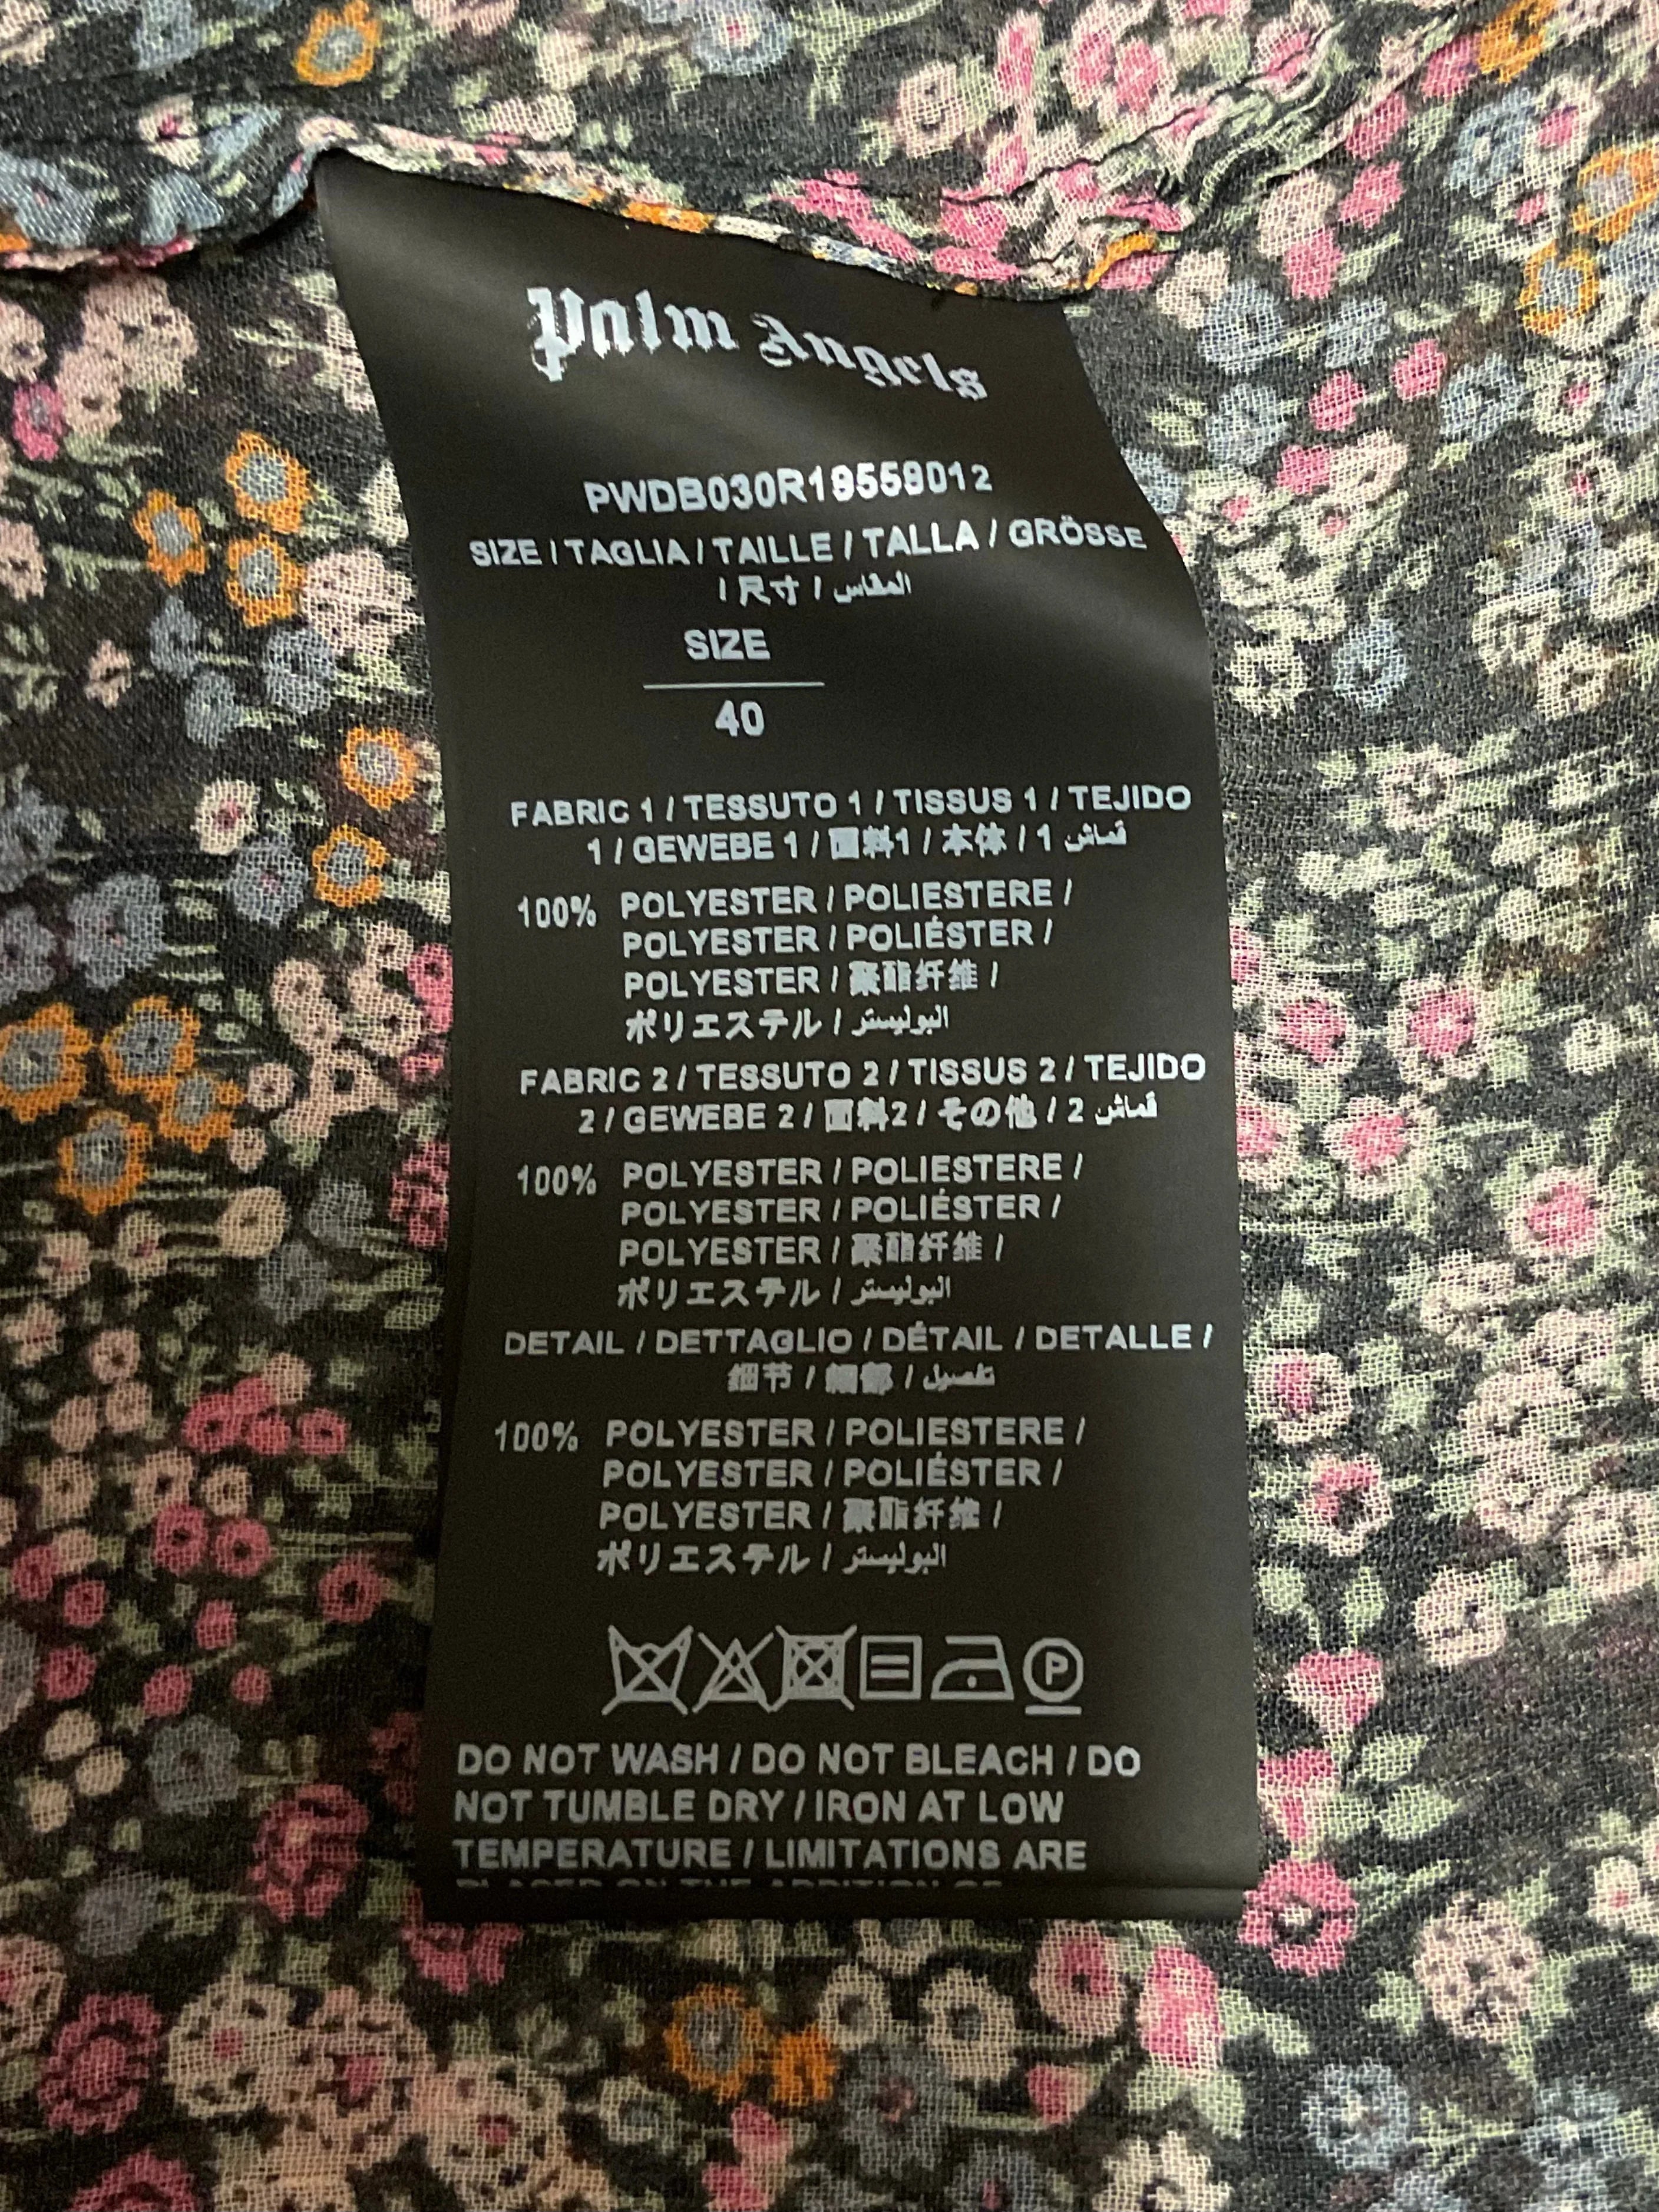 Palm Angels
PWDB030R19559012
SIZE / TAGLIA / TAILLE / TALLA / GRÖSSE
/ 尺寸 / المقاس
SIZE
40
FABRIC 1 / TESSUTO 1 / TISSUS 1 / TEJIDO
1 / GEWEBE 1 / 面料1 / 本体 / قماش 1
100% POLYESTER / POLIESTERE /
POLYESTER / POLIÉSTER /
POLYESTER / 聚酯纤维 /
ポリエステル / البوليستر
FABRIC 2 / TESSUTO 2 / TISSUS 2 / TEJIDO
2 / GEWEBE 2 / 面料2 / その他 / قماش 2
100% POLYESTER / POLIESTERE /
POLYESTER / POLIÉSTER /
POLYESTER / 聚酯纤维 /
ポリエステル / البوليستر
DETAIL / DETTAGLIO / DÉTAIL / DETALLE /
细节 / 細部 / تفصيل
100% POLYESTER / POLIESTERE /
POLYESTER / POLIÉSTER /
POLYESTER / 聚酯纤维 /
ポリエステル / البوليستر
P
DO NOT WASH / DO NOT BLEACH / DO
NOT TUMBLE DRY / IRON AT LOW
TEMPERATURE / LIMITATIONS ARE